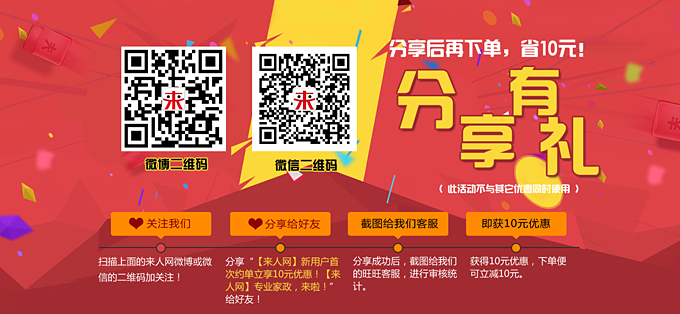 分享后再下单，省10元！
分享有礼
（ 此活动不与其它优惠同时使用 ）
来
来
微博二维码
微信二维码
关注我们
分享给好友
截图给我们客服
即获10元优惠
扫描上面的来人网微博或微
信的二维码加关注！
分享“【来人网】新用户首
次约单立享10元优惠！【来
人网】专业家政，来啦！”
给好友！
分享成功后，截图给我们
的旺旺客服，进行审核统
计。
获得10元优惠，下单便
可立减10元。